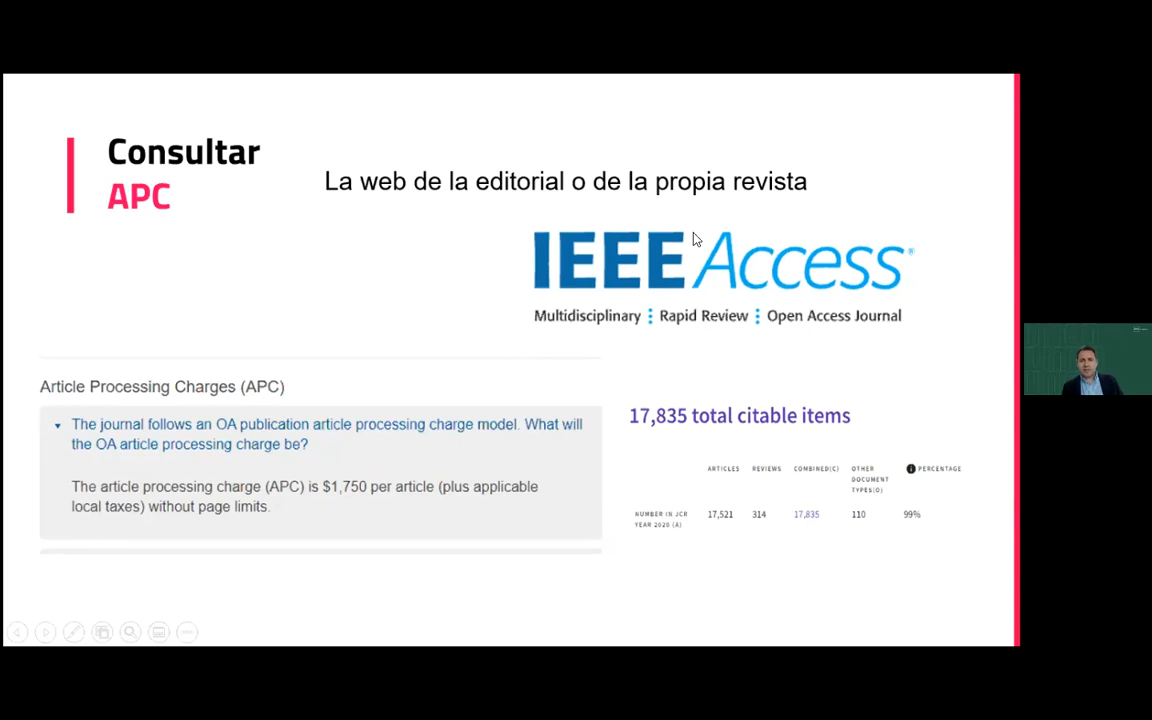 Consultar
APC
La web de la editorial o de la propia revista
IEEE Access®
Multidisciplinary Rapid Review Open Access Journal
Article Processing Charges (APC)
The journal follows an OA publication article processing charge model. What will
the OA article processing charge be?
The article processing charge (APC) is $1,750 per article (plus applicable
local taxes) without page limits.
17,835 total citable items
ARTICLES REVIEWS COMBINED(C) OTHER DOCUMENT TYPES(O) PERCENTAGE
NUMBER IN JCR YEAR 2020 (A) 17,521 314 17,835 110 99%